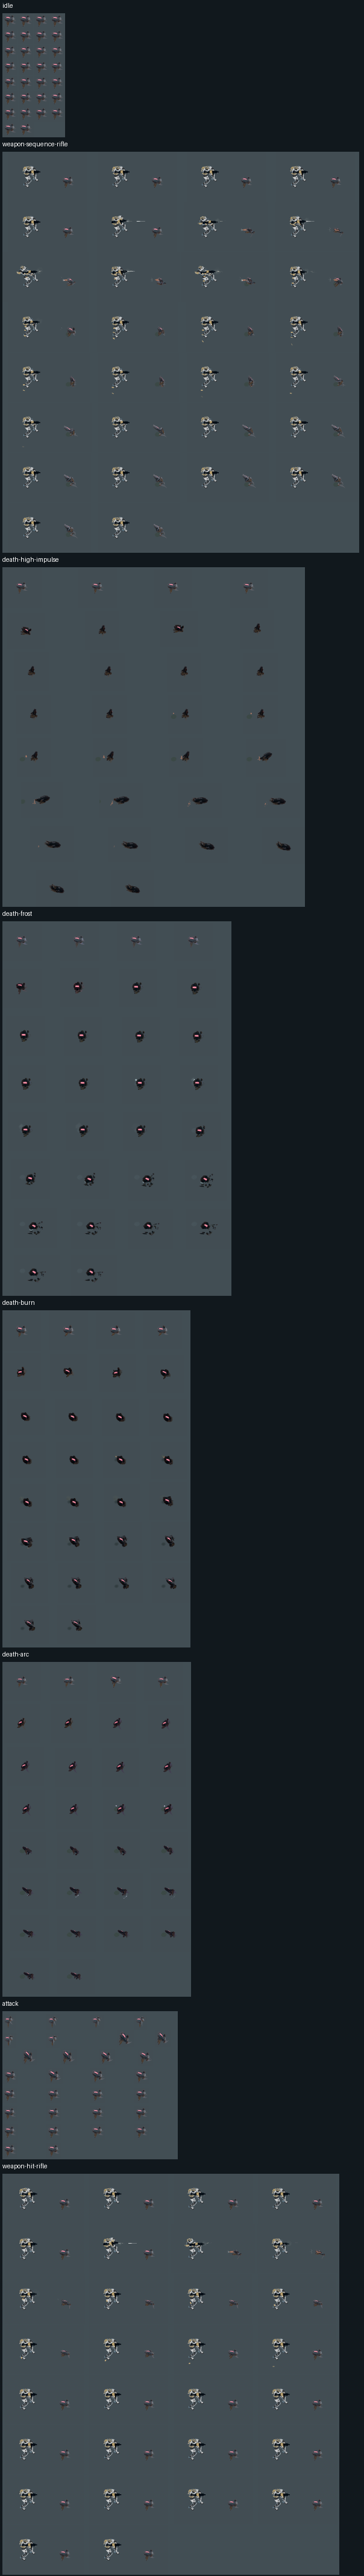 idle
weapon-sequence-rifle
death-high-impulse
death-frost
death-burn
death-arc
attack
weapon-hit-rifle